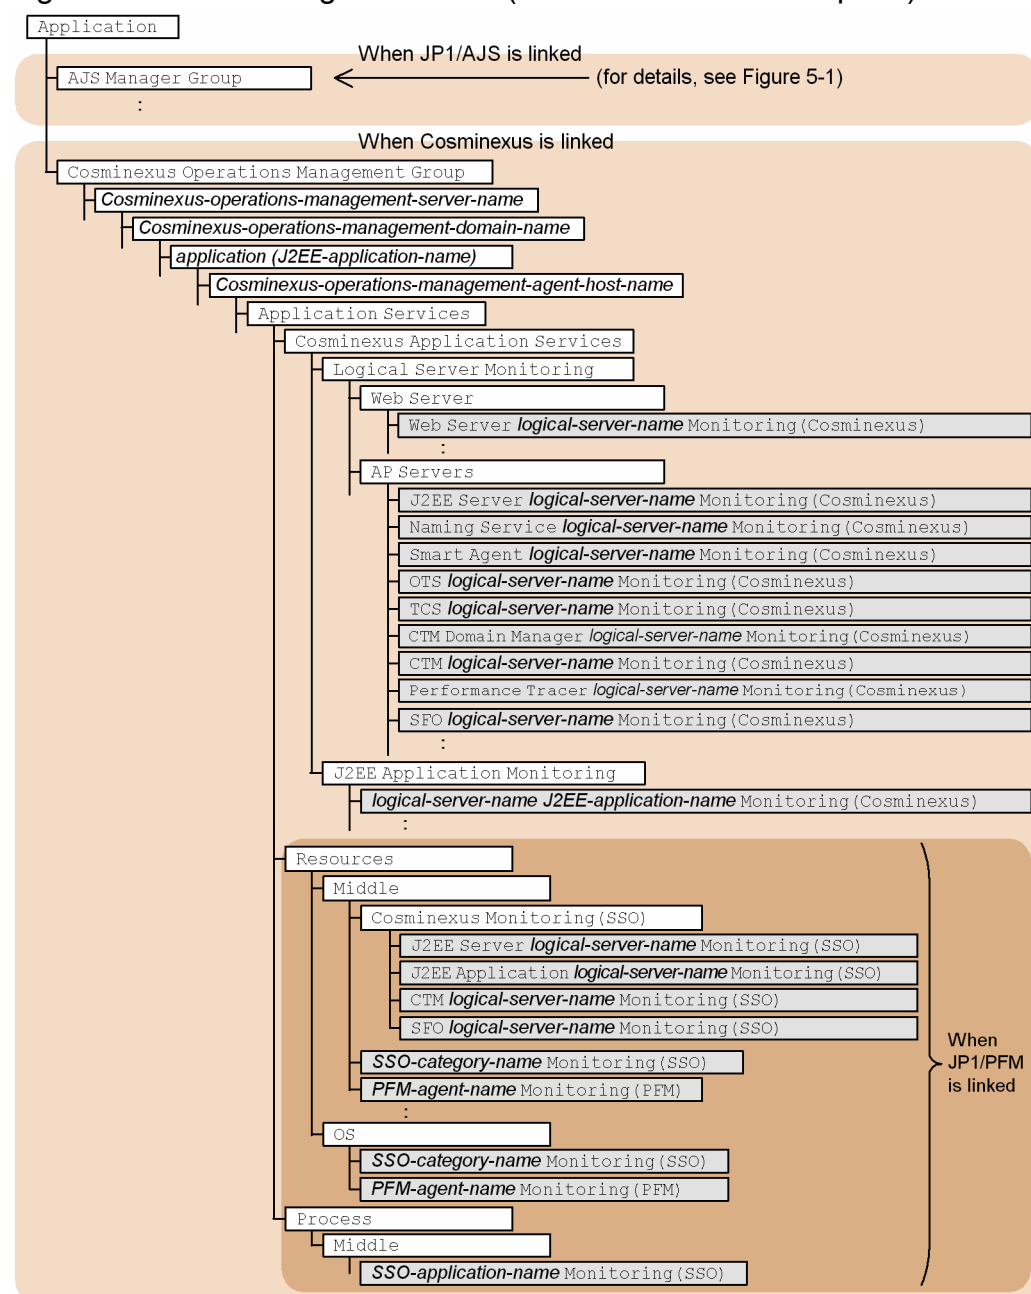 Application
When JP1/AJS is linked
AJS Manager Group
(for details, see Figure 5-1)
:
When Cosminexus is linked
Cosminexus Operations Management Group
Cosminexus-operations-management-server-name
Cosminexus-operations-management-domain-name
application (J2EE-application-name)
Cosminexus-operations-management-agent-host-name
Application Services
Cosminexus Application Services
Logical Server Monitoring
Web Server
Web Server logical-server-name Monitoring(Cosminexus)
:
AP Servers
J2EE Server logical-server-name Monitoring(Cosminexus)
Naming Service logical-server-name Monitoring(Cosminexus)
Smart Agent logical-server-name Monitoring(Cosminexus)
OTS logical-server-name Monitoring(Cosminexus)
TCS logical-server-name Monitoring(Cosminexus)
CTM Domain Manager logical-server-name Monitoring(Cosminexus)
CTM logical-server-name Monitoring(Cosminexus)
Performance Tracer logical-server-name Monitoring(Cosminexus)
SFO logical-server-name Monitoring(Cosminexus)
:
J2EE Application Monitoring
logical-server-name J2EE-application-name Monitoring(Cosminexus)
:
Resources
Middle
Cosminexus Monitoring(SSO)
J2EE Server logical-server-name Monitoring(SSO)
J2EE Application logical-server-name Monitoring(SSO)
CTM logical-server-name Monitoring(SSO)
SFO logical-server-name Monitoring(SSO)
SSO-category-name Monitoring(SSO)
PFM-agent-name Monitoring(PFM)
:
When
JP1/PFM
is linked
OS
SSO-category-name Monitoring(SSO)
PFM-agent-name Monitoring(PFM)
Process
Middle
SSO-application-name Monitoring(SSO)